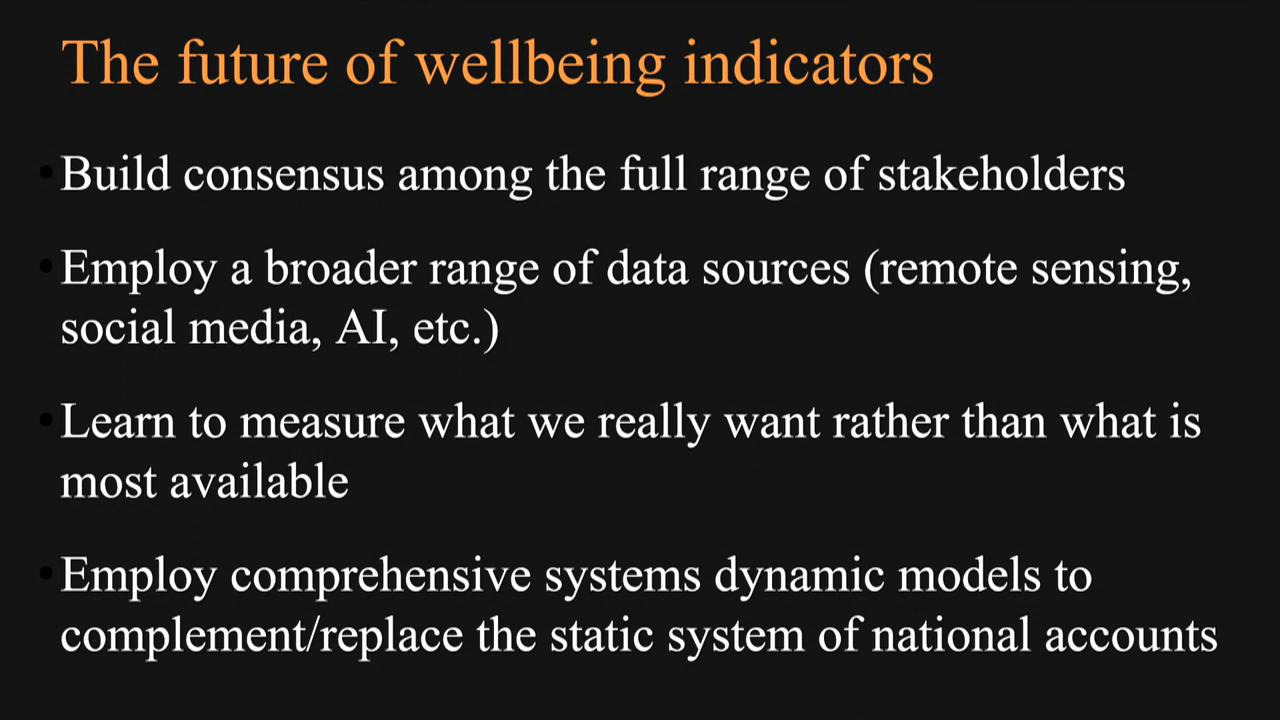 The future of wellbeing indicators
• Build consensus among the full range of stakeholders
• Employ a broader range of data sources (remote sensing,
social media, AI, etc.)
• Learn to measure what we really want rather than what is
most available
• Employ comprehensive systems dynamic models to
complement/replace the static system of national accounts